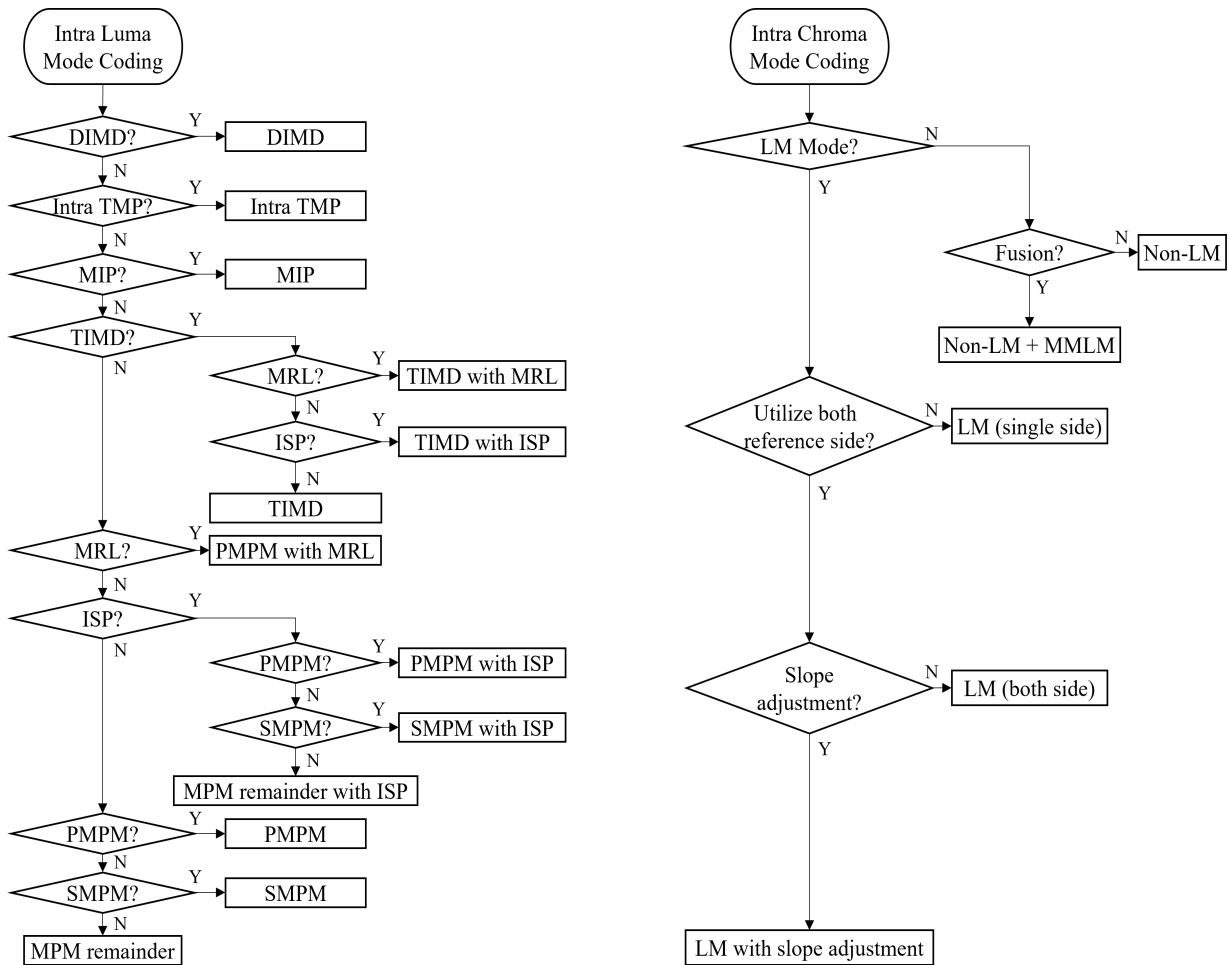 Intra Luma
Mode Coding
DIMD?
Y
DIMD
N
Intra TMP?
Y
Intra TMP
N
MIP?
Y
MIP
N
TIMD?
Y
N
MRL?
Y
TIMD with MRL
N
ISP?
Y
TIMD with ISP
N
TIMD
MRL?
Y
PMPM with MRL
N
ISP?
Y
N
PMPM?
Y
PMPM with ISP
N
SMPM?
Y
SMPM with ISP
N
MPM remainder with ISP
PMPM?
Y
PMPM
N
SMPM?
Y
SMPM
N
MPM remainder
Intra Chroma
Mode Coding
LM Mode?
N
Y
Fusion?
N
Non-LM
Y
Non-LM + MMLM
Utilize both
reference side?
N
LM (single side)
Y
Slope
adjustment?
N
LM (both side)
Y
LM with slope adjustment